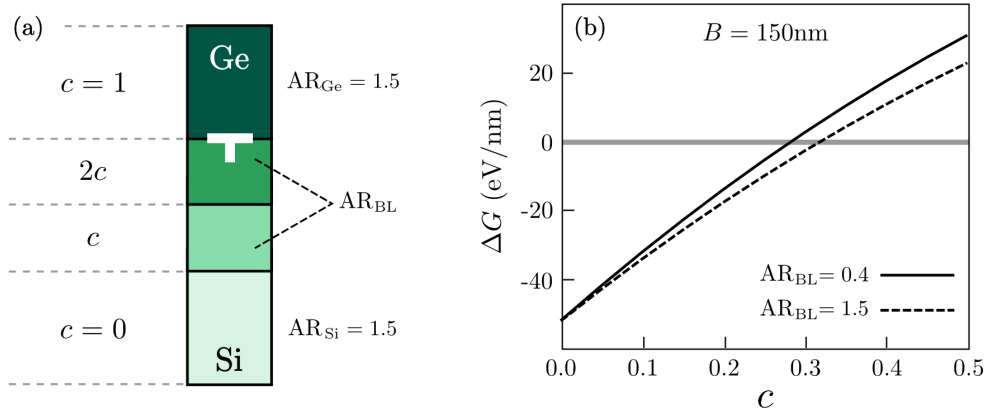 (a)
Ge
c = 1
AR_Ge = 1.5
2c
AR_BL
c
c = 0
AR_Si = 1.5
Si
(b)
B = 150nm
20
0
-20
-40
ΔG (eV/nm)
AR_BL = 0.4
AR_BL = 1.5
0.0 0.1 0.2 0.3 0.4 0.5
c